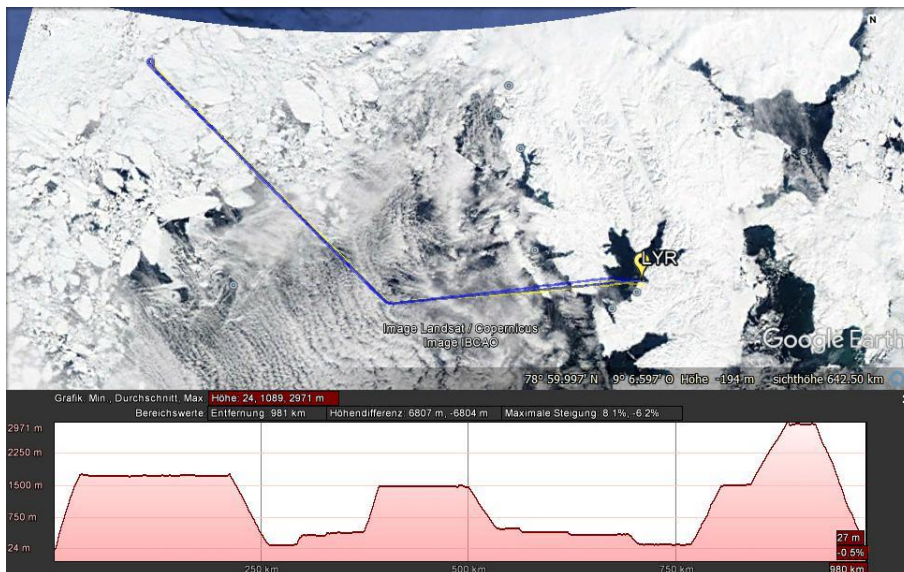 N
LYR
Image Landsat / Copernicus
Image IBCAO
Google Earth
78° 59.997' N 9° 6.597' O Höhe -194 m sichthöhe 642.50 km
Grafik: Min., Durchschnitt, Max. Höhe: 24, 1089, 2971 m
Bereichswerte: Entfernung: 981 km Höhendifferenz: 6807 m, -6804 m Maximale Steigung: 8.1%, -6.2%
2971 m
2250 m
1500 m
750 m
24 m
27 m
-0.5%
250 km 500 km 750 km 980 km